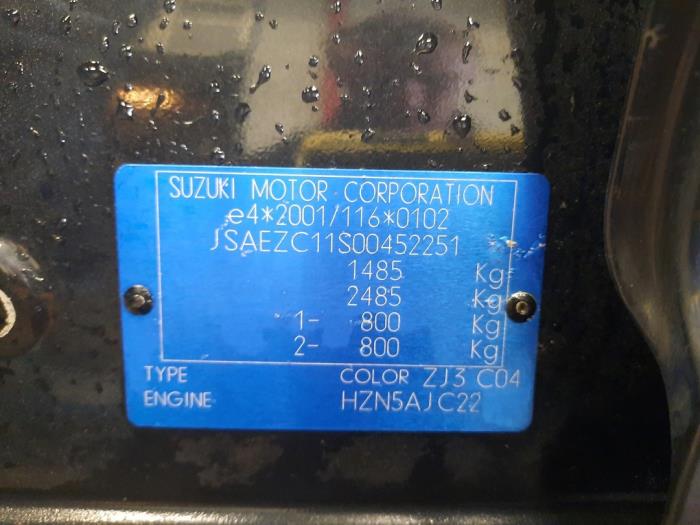 SUZUKI MOTOR CORPORATION
e4*2001/116*0102
JSAEZC11S00452251
1485 Kg
2485 Kg
1- 800 Kg
2- 800 Kg
TYPE COLOR ZJ3 C04
ENGINE HZN5AJC22